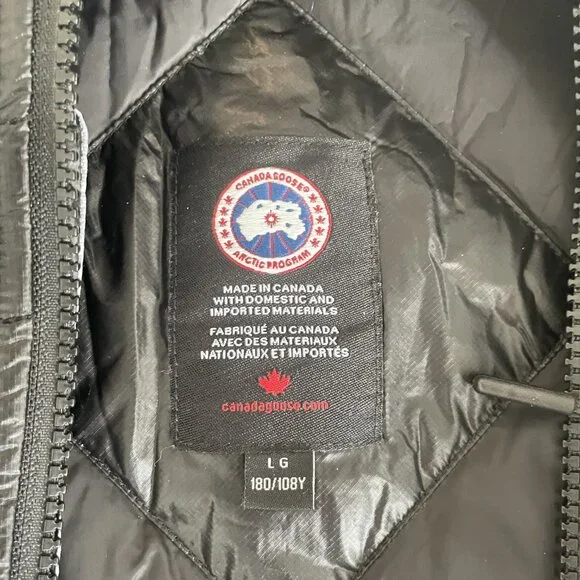 CANADA GOOSE®
ARCTIC PROGRAM
MADE IN CANADA
WITH DOMESTIC AND
IMPORTED MATERIALS
FABRIQUÉ AU CANADA
AVEC DES MATERIAUX
NATIONAUX ET IMPORTÉS
canadagoose.com
LG
180/108Y